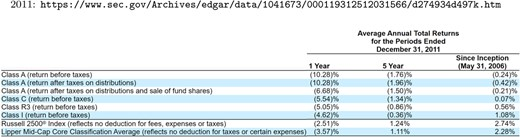 2011: https://www.sec.gov/Archives/edgar/data/1041673/000119312512031566/d274934d497k.htm
Average Annual Total Returns
for the Periods Ended
December 31, 2011
1 Year 5 Year Since Inception (May 31, 2006)
Class A (return before taxes) (10.28)% (1.76)% (0.24)%
Class A (return after taxes on distributions) (10.28)% (1.96)% (0.42)%
Class A (return after taxes on distributions and sale of fund shares) (6.68)% (1.50)% (0.21)%
Class C (return before taxes) (5.54)% (1.34)% 0.07%
Class R3 (return before taxes) (5.05)% (0.86)% 0.56%
Class I (return before taxes) (4.62)% (0.36)% 1.08%
Russell 2500® Index (reflects no deduction for fees, expenses or taxes) (2.51)% 1.24% 2.74%
Lipper Mid-Cap Core Classification Average (reflects no deduction for taxes or certain expenses) (3.57)% 1.11% 2.28%